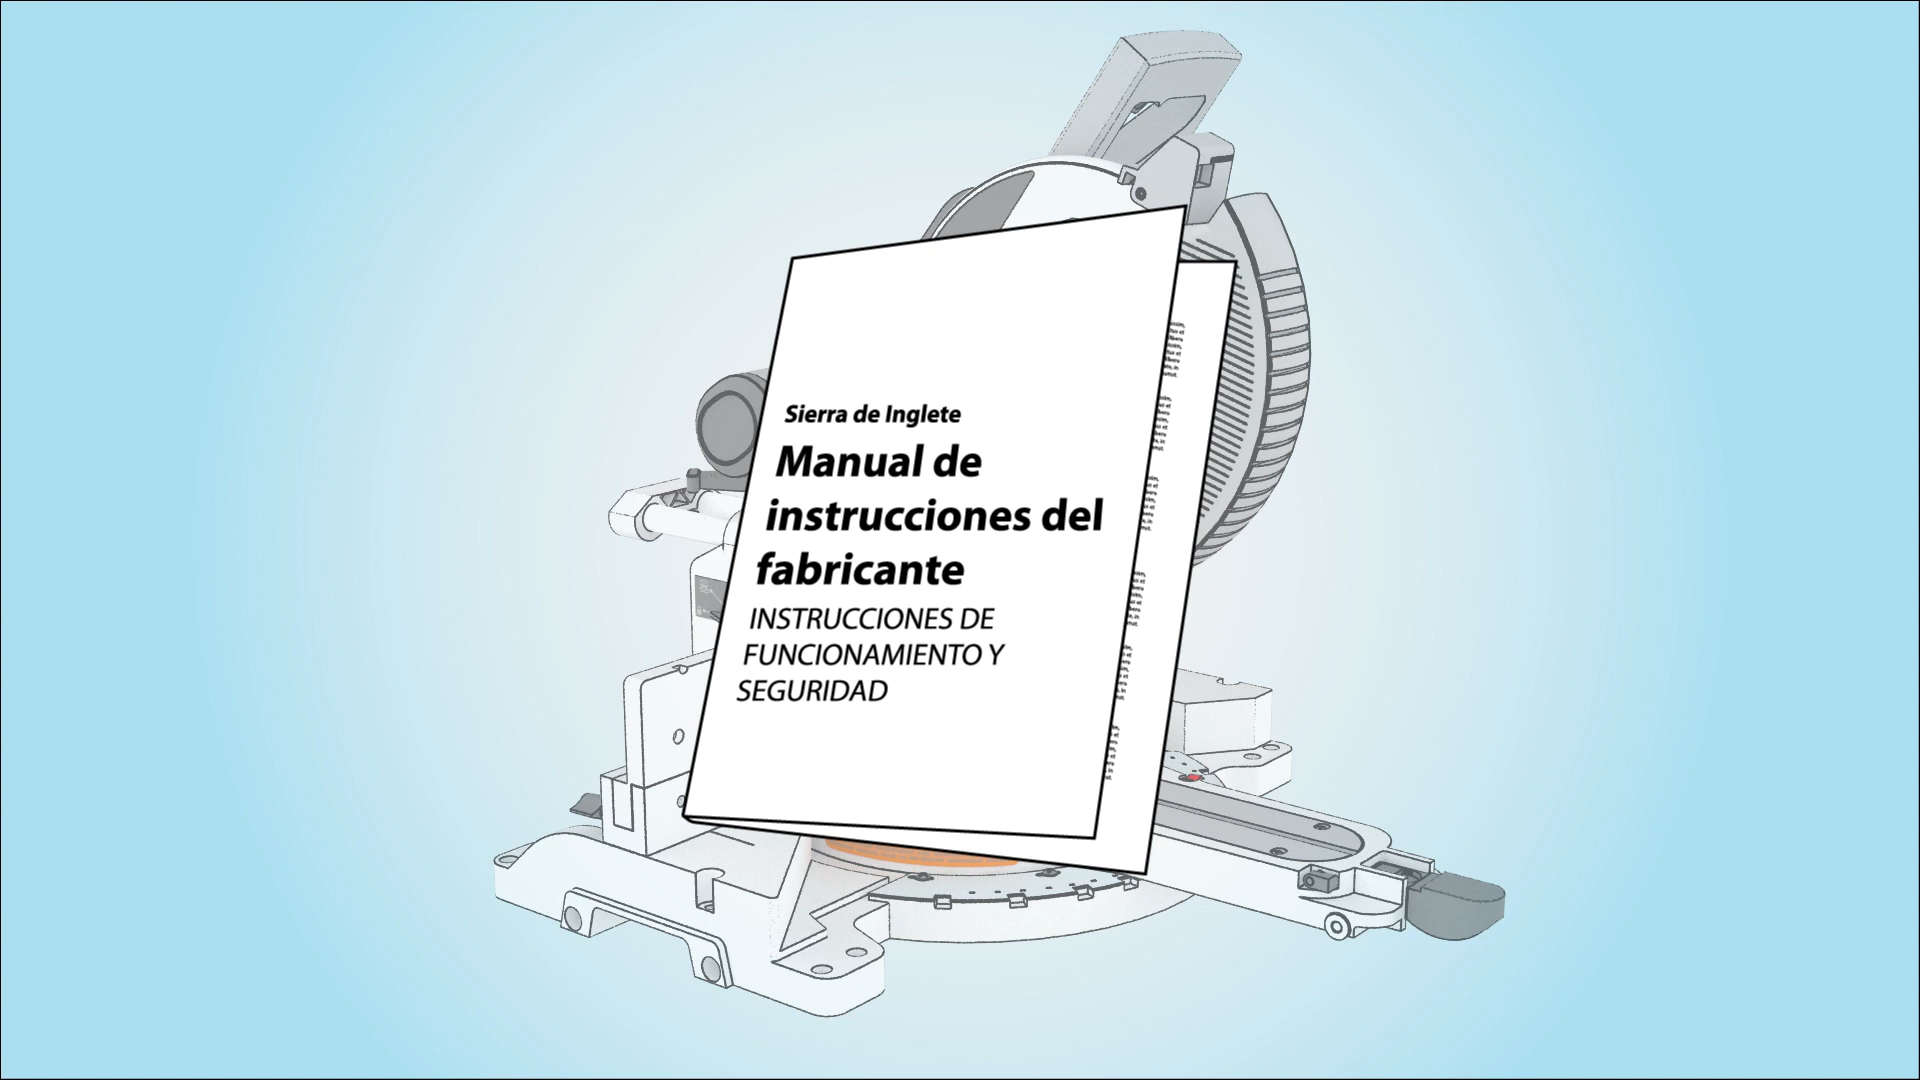 Sierra de Inglete
Manual de
instrucciones del
fabricante
INSTRUCCIONES DE
FUNCIONAMIENTO Y
SEGURIDAD